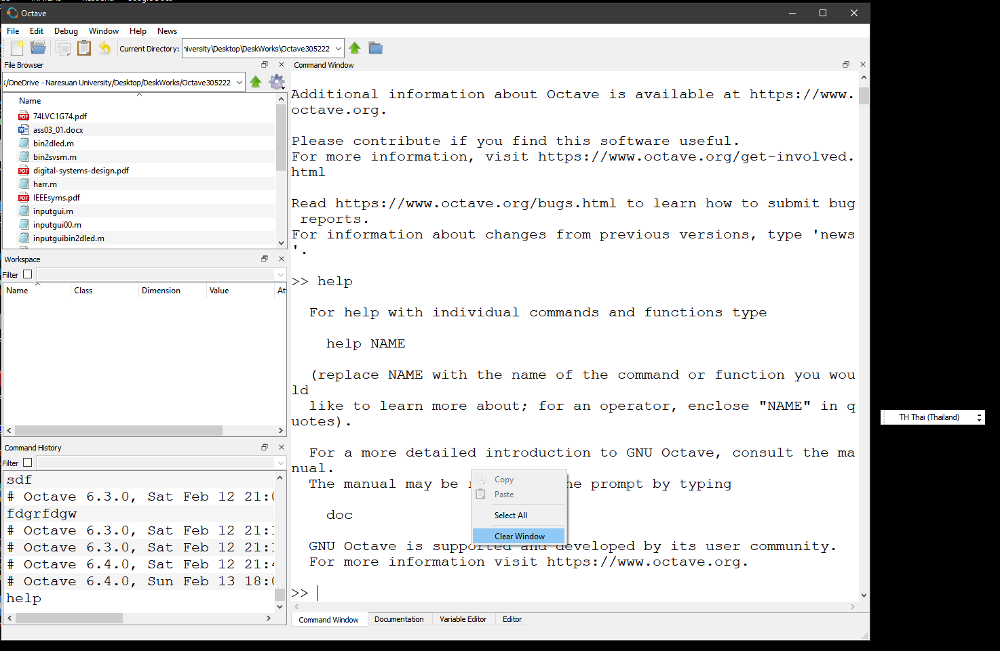 Octave
File Edit Debug Window Help News
Current Directory: niversity\Desktop\DeskWorks\Octave305222
File Browser
/OneDrive - Naresuan University/Desktop/DeskWorks/Octave305222
Name
74LVC1G74.pdf
ass03_01.docx
bin2dled.m
bin2svsm.m
digital-systems-design.pdf
harr.m
IEEEsyms.pdf
inputgui.m
inputgui00.m
inputguibin2dled.m
Workspace
Filter
Name Class Dimension Value At
Command History
Filter
sdf
# Octave 6.3.0, Sat Feb 12 21:
fdgrfdgw
# Octave 6.3.0, Sat Feb 12 21:
# Octave 6.3.0, Sat Feb 12 21:
# Octave 6.4.0, Sat Feb 12 21:
# Octave 6.4.0, Sun Feb 13 18:
help
Command Window
Additional information about Octave is available at https://www.
octave.org.
Please contribute if you find this software useful.
For more information, visit https://www.octave.org/get-involved.
html
Read https://www.octave.org/bugs.html to learn how to submit bug
reports.
For information about changes from previous versions, type 'news
'.
>> help
For help with individual commands and functions type
help NAME
(replace NAME with the name of the command or function you wou
ld
like to learn more about; for an operator, enclose "NAME" in q
uotes).
For a more detailed introduction to GNU Octave, consult the ma
nual.
The manual may be prompt by typing
doc
GNU Octave is supported and developed by its user community.
For more information visit https://www.octave.org.
>>
Copy
Paste
Select All
Clear Window
Command Window Documentation Variable Editor Editor
TH Thai (Thailand)